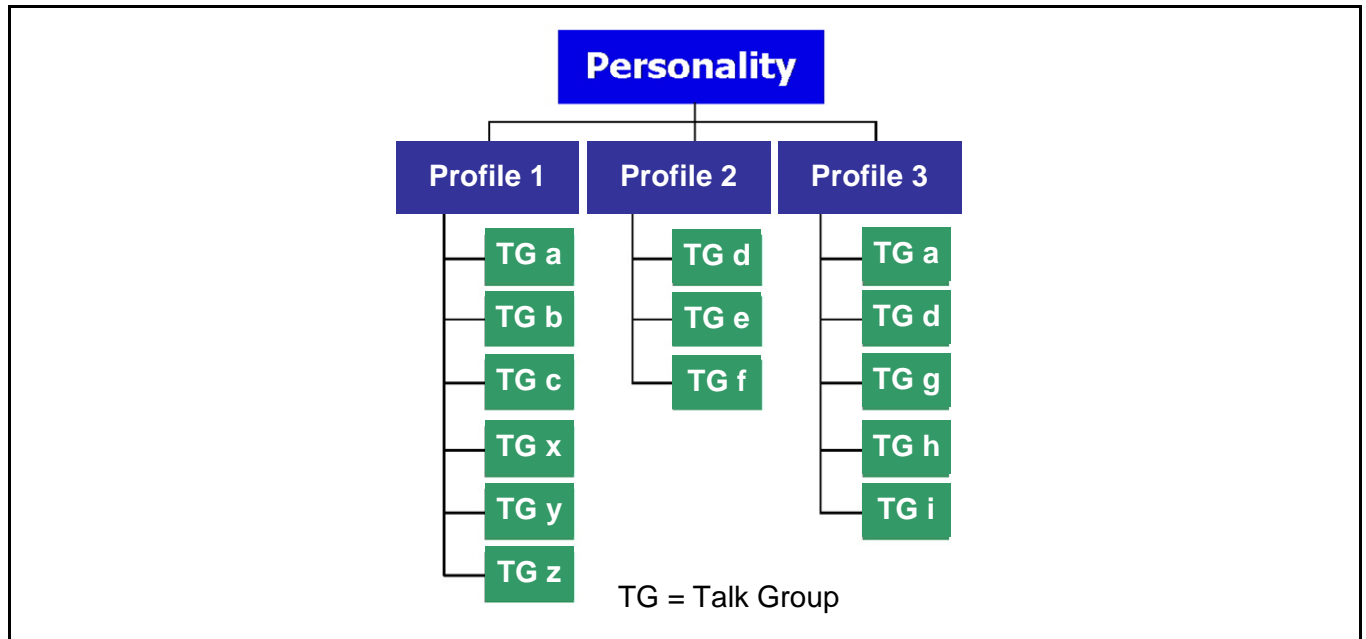 Personality
Profile 1
TG a
TG b
TG c
TG x
TG y
TG z
Profile 2
TG d
TG e
TG f
Profile 3
TG a
TG d
TG g
TG h
TG i
TG = Talk Group